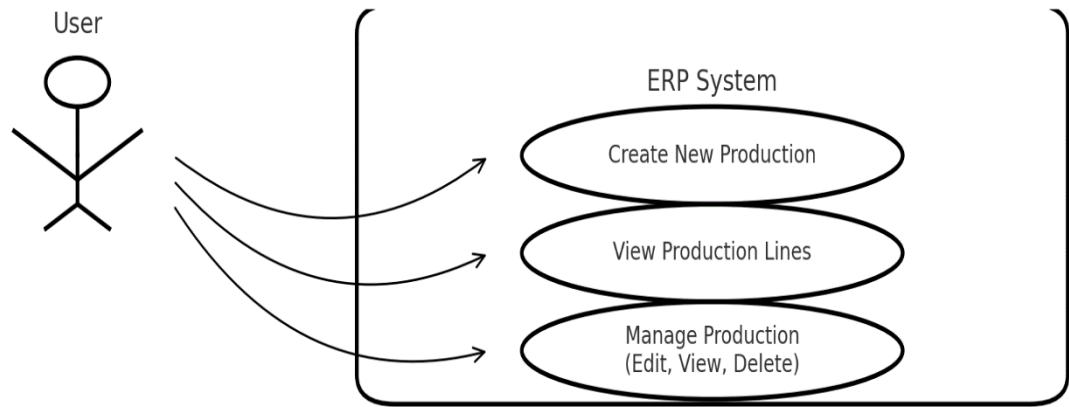 User
ERP System
Create New Production
View Production Lines
Manage Production
(Edit, View, Delete)